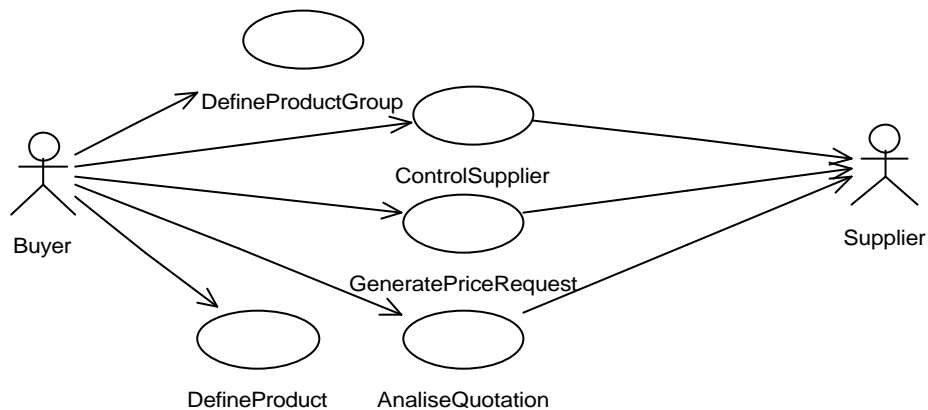 DefineProductGroup
ControlSupplier
Buyer
Supplier
GeneratePriceRequest
DefineProduct
AnaliseQuotation